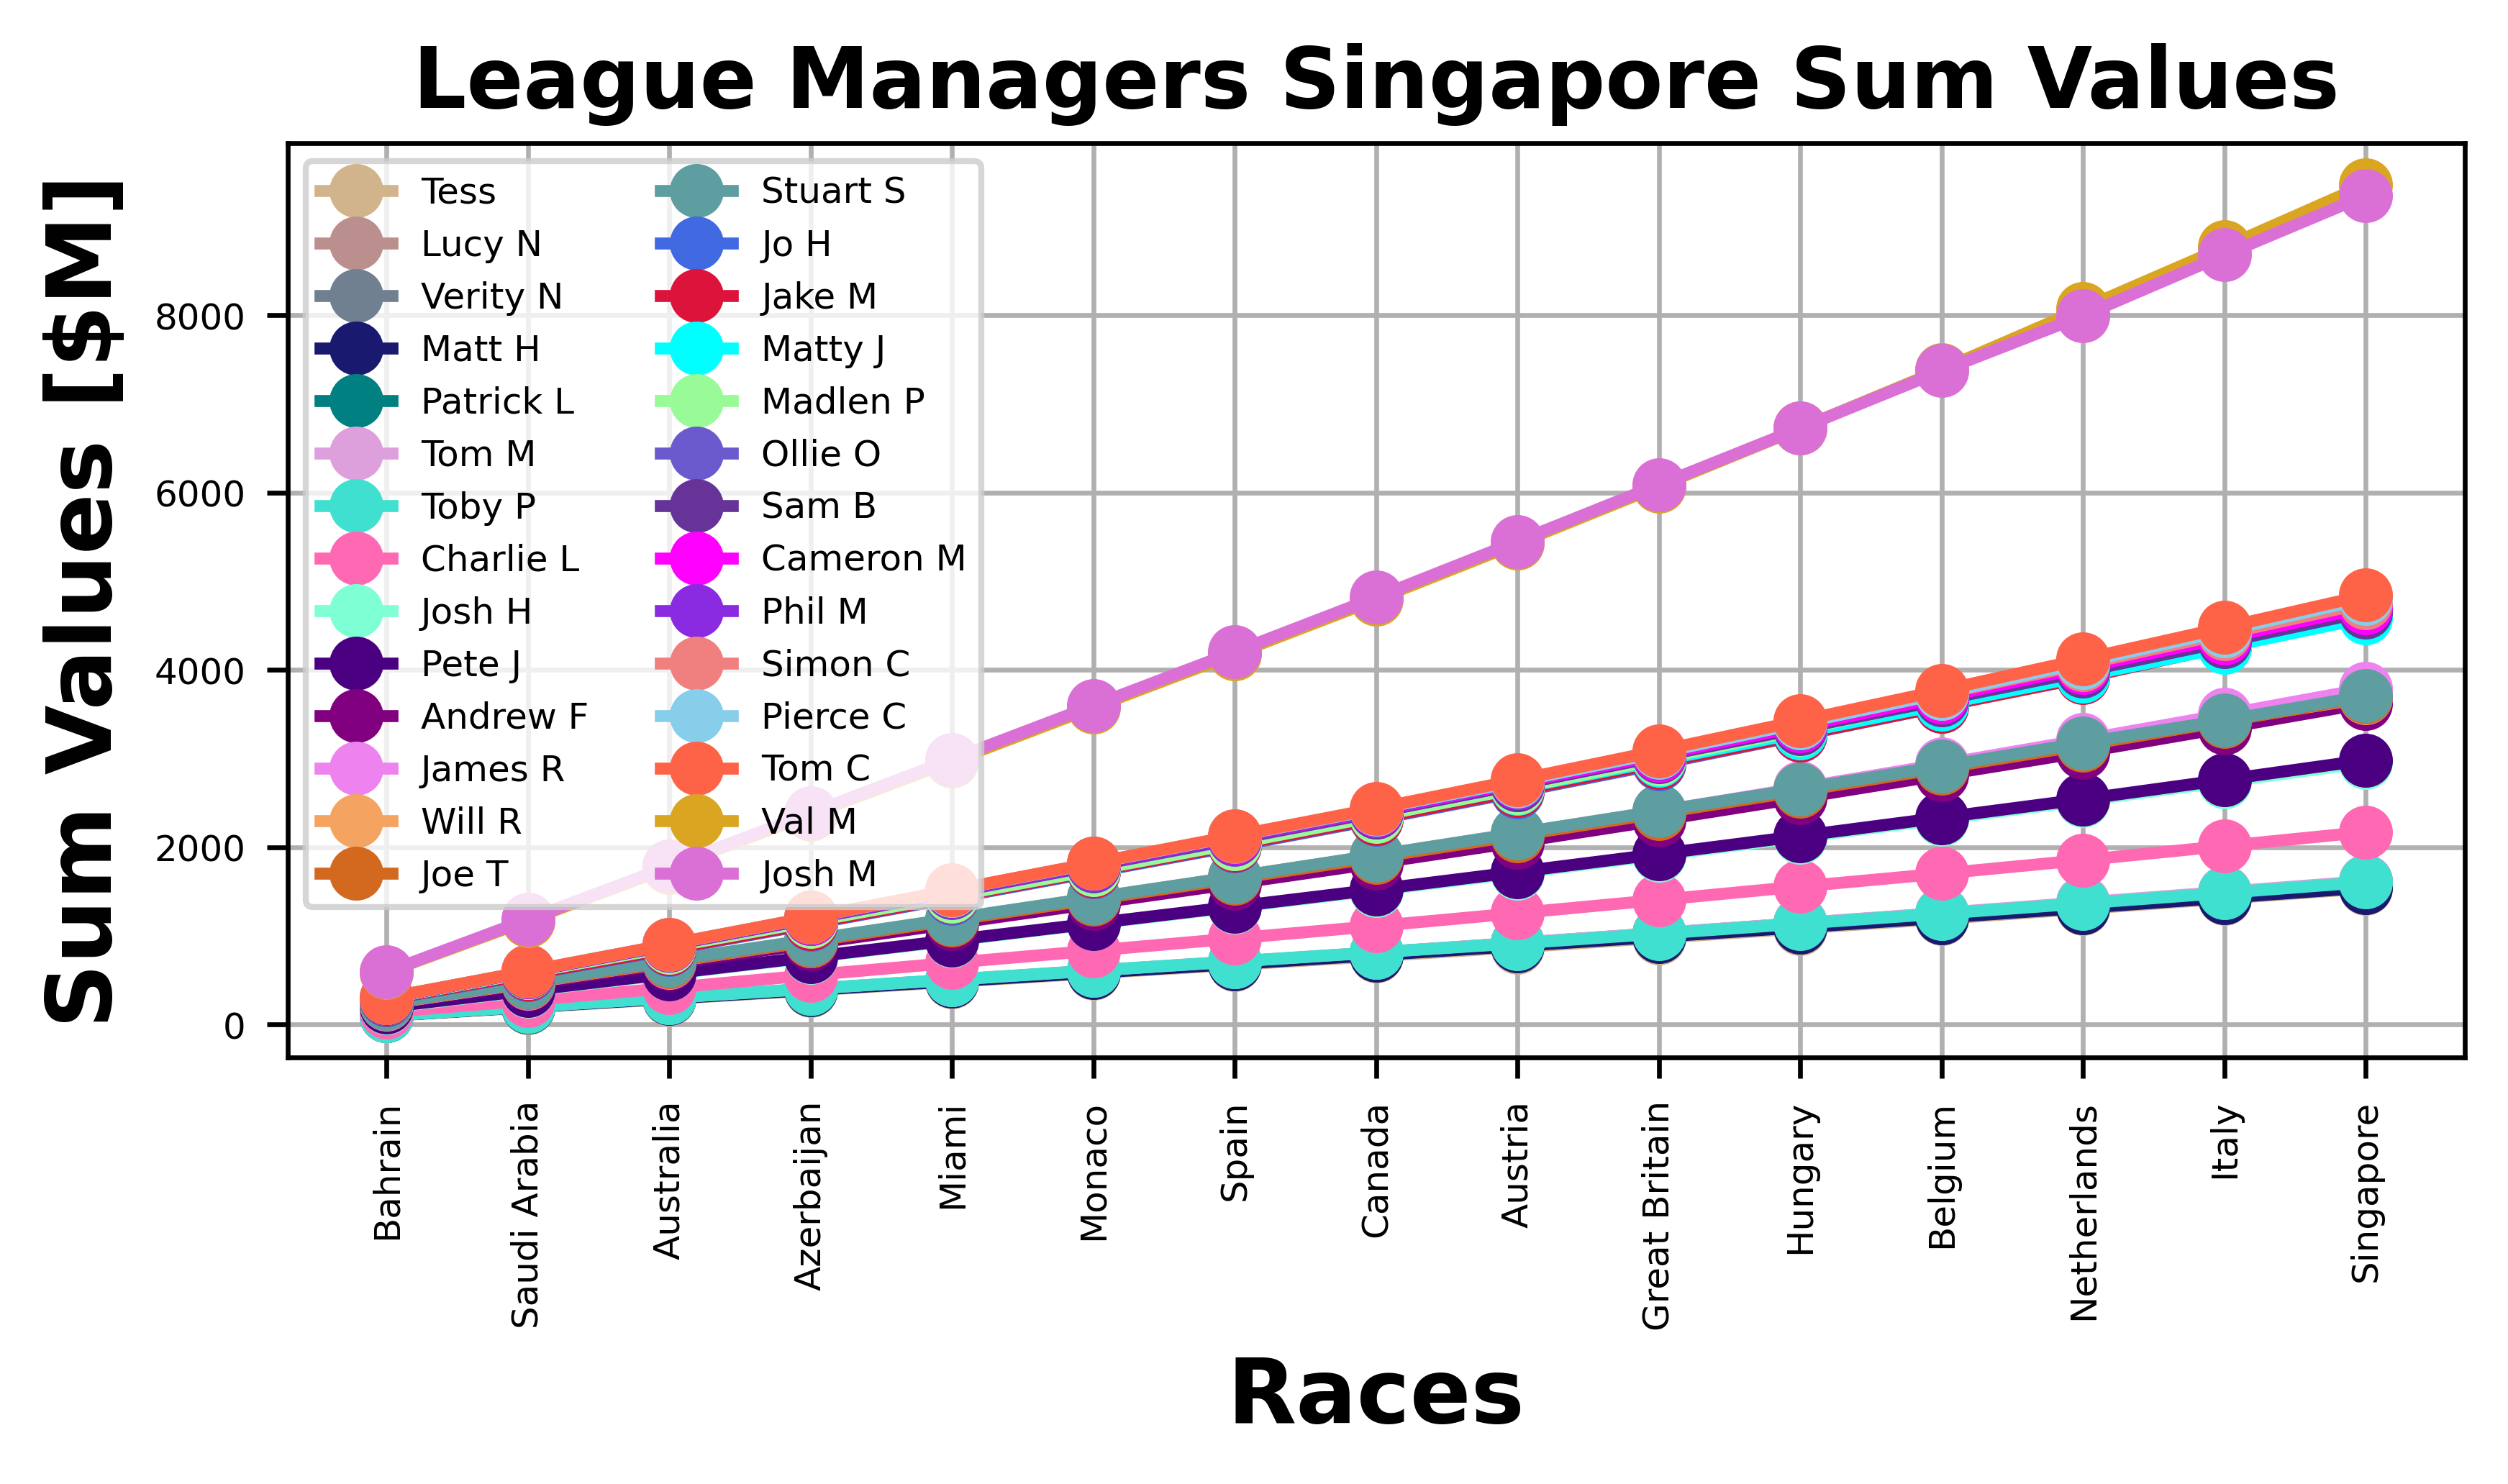 League Managers Singapore Sum Values
Sum Values [$M]
8000
6000
4000
2000
0
Tess
Lucy N
Verity N
Matt H
Patrick L
Tom M
Toby P
Charlie L
Josh H
Pete J
Andrew F
James R
Will R
Joe T
Stuart S
Jo H
Jake M
Matty J
Madlen P
Ollie O
Sam B
Cameron M
Phil M
Simon C
Pierce C
Tom C
Val M
Josh M
Bahrain
Saudi Arabia
Australia
Azerbaijan
Miami
Monaco
Spain
Canada
Austria
Great Britain
Hungary
Belgium
Netherlands
Italy
Singapore
Races